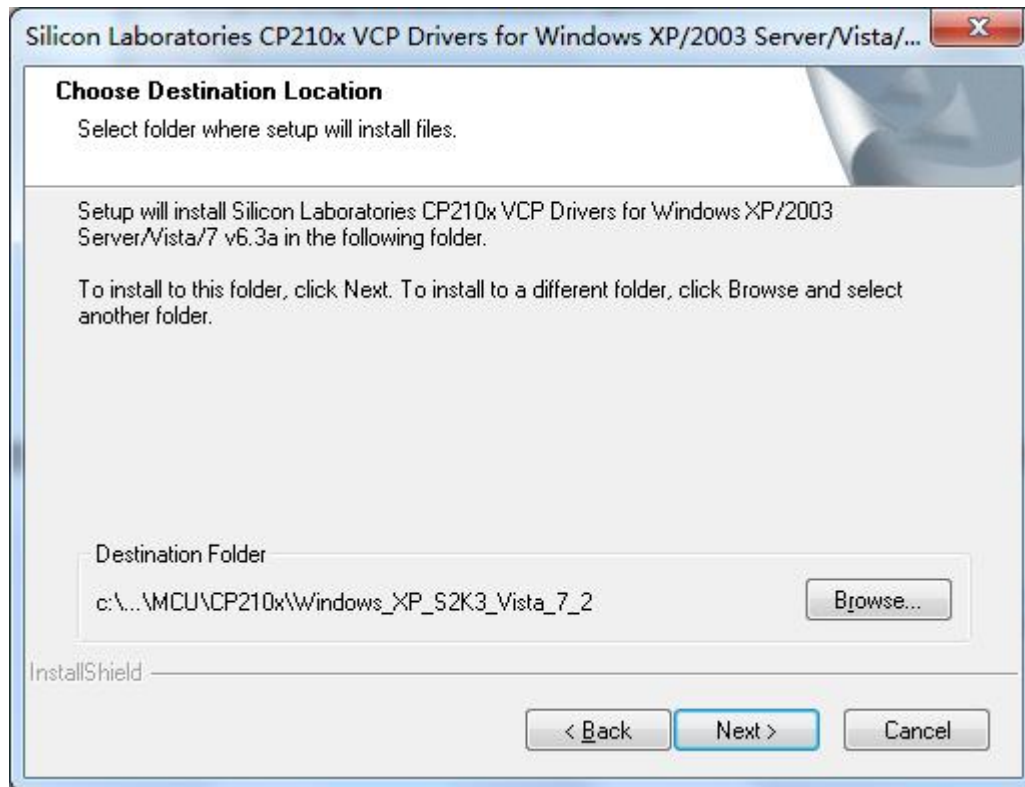 Silicon Laboratories CP210x VCP Drivers for Windows XP/2003 Server/Vista/...
Choose Destination Location
Select folder where setup will install files.
Setup will install Silicon Laboratories CP210x VCP Drivers for Windows XP/2003
Server/Vista/7 v6.3a in the following folder.
To install to this folder, click Next. To install to a different folder, click Browse and select
another folder.
Destination Folder
c:\...\MCU\CP210x\Windows_XP_S2K3_Vista_7_2
Browse...
InstallShield
< Back
Next >
Cancel